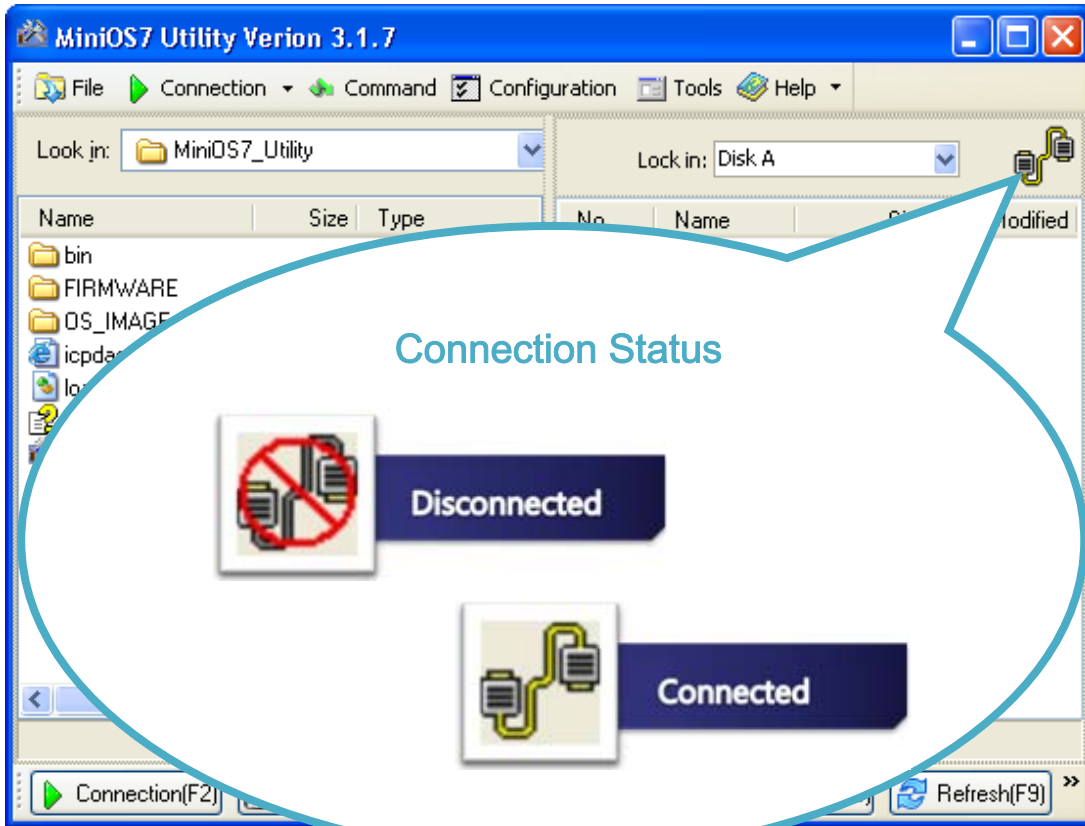 MiniOS7 Utility Verion 3.1.7
File Connection Command Configuration Tools Help
Look in: MiniOS7_Utility
Lock in: Disk A
Name Size Type
No Name Modified
bin
FIRMWARE
OS_IMAGE
Connection Status
Disconnected
Connected
Connection(F2) Refresh(F9) »